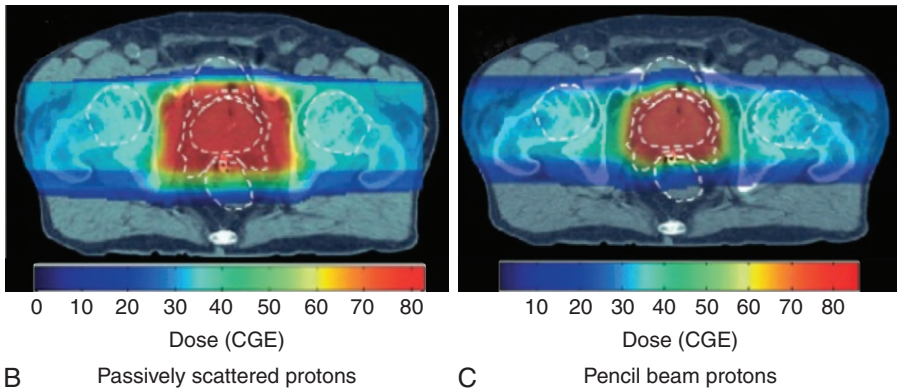 0 10 20 30 40 50 60 70 80
Dose (CGE)
B Passively scattered protons
10 20 30 40 50 60 70 80
Dose (CGE)
C Pencil beam protons